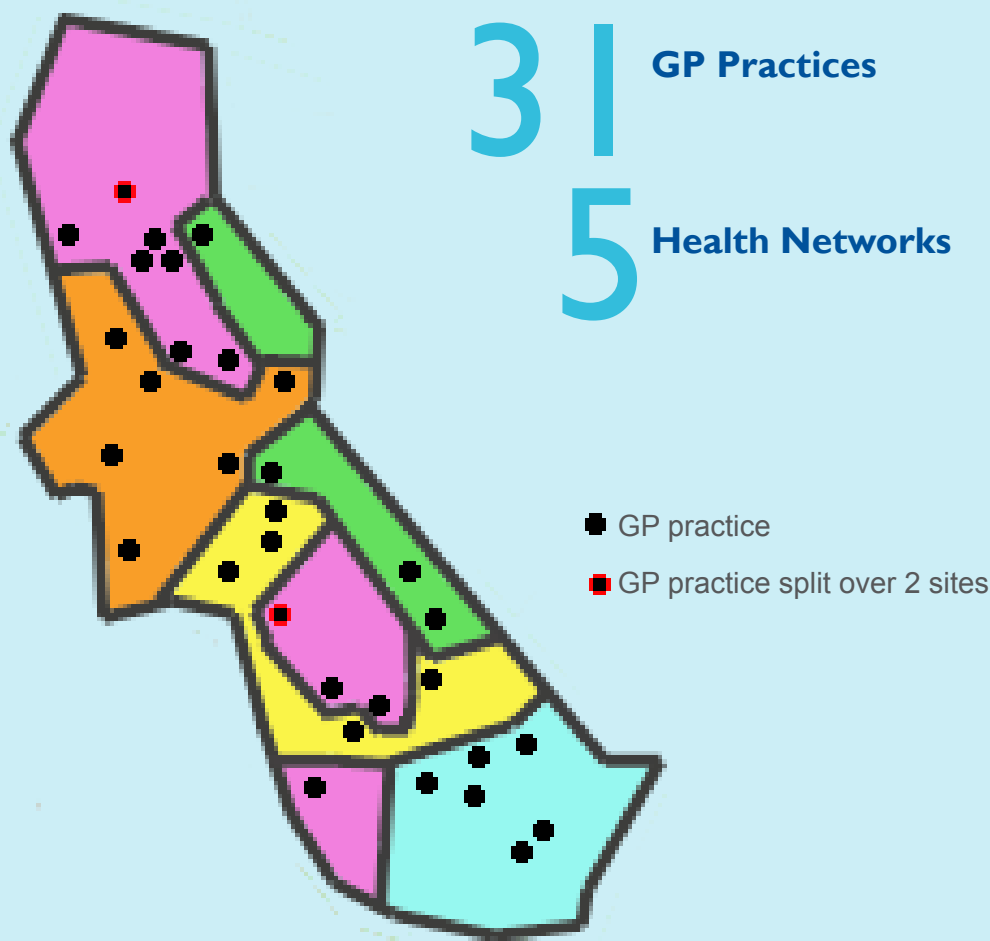 31 GP Practices
5 Health Networks
GP practice
GP practice split over 2 sites